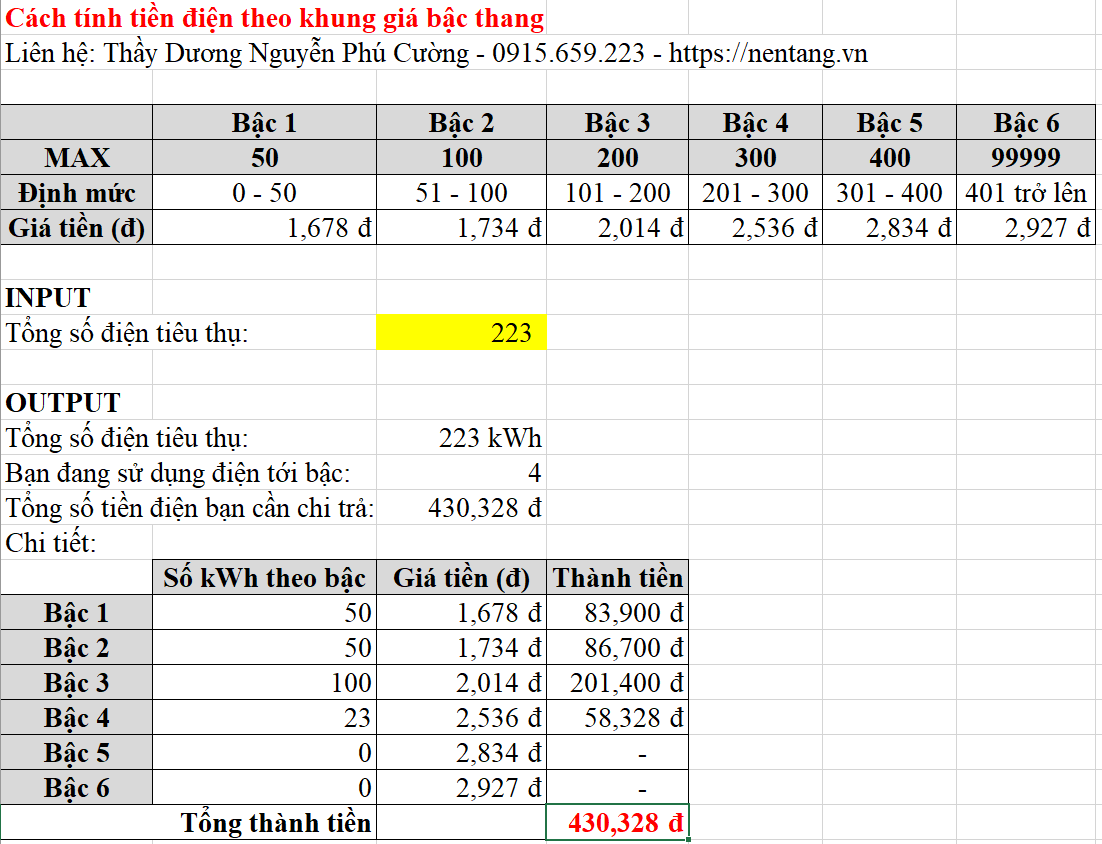 Cách tính tiền điện theo khung giá bậc thang
Liên hệ: Thầy Dương Nguyễn Phú Cường - 0915.659.223 - https://nentang.vn
Bậc 1 Bậc 2 Bậc 3 Bậc 4 Bậc 5 Bậc 6
MAX 50 100 200 300 400 99999
Định mức 0 - 50 51 - 100 101 - 200 201 - 300 301 - 400 401 trở lên
Giá tiền (đ) 1,678 đ 1,734 đ 2,014 đ 2,536 đ 2,834 đ 2,927 đ
INPUT
Tổng số điện tiêu thụ: 223
OUTPUT
Tổng số điện tiêu thụ: 223 kWh
Bạn đang sử dụng điện tới bậc: 4
Tổng số tiền điện bạn cần chi trả: 430,328 đ
Chi tiết:
Số kWh theo bậc Giá tiền (đ) Thành tiền
Bậc 1 50 1,678 đ 83,900 đ
Bậc 2 50 1,734 đ 86,700 đ
Bậc 3 100 2,014 đ 201,400 đ
Bậc 4 23 2,536 đ 58,328 đ
Bậc 5 0 2,834 đ -
Bậc 6 0 2,927 đ -
Tổng thành tiền 430,328 đ